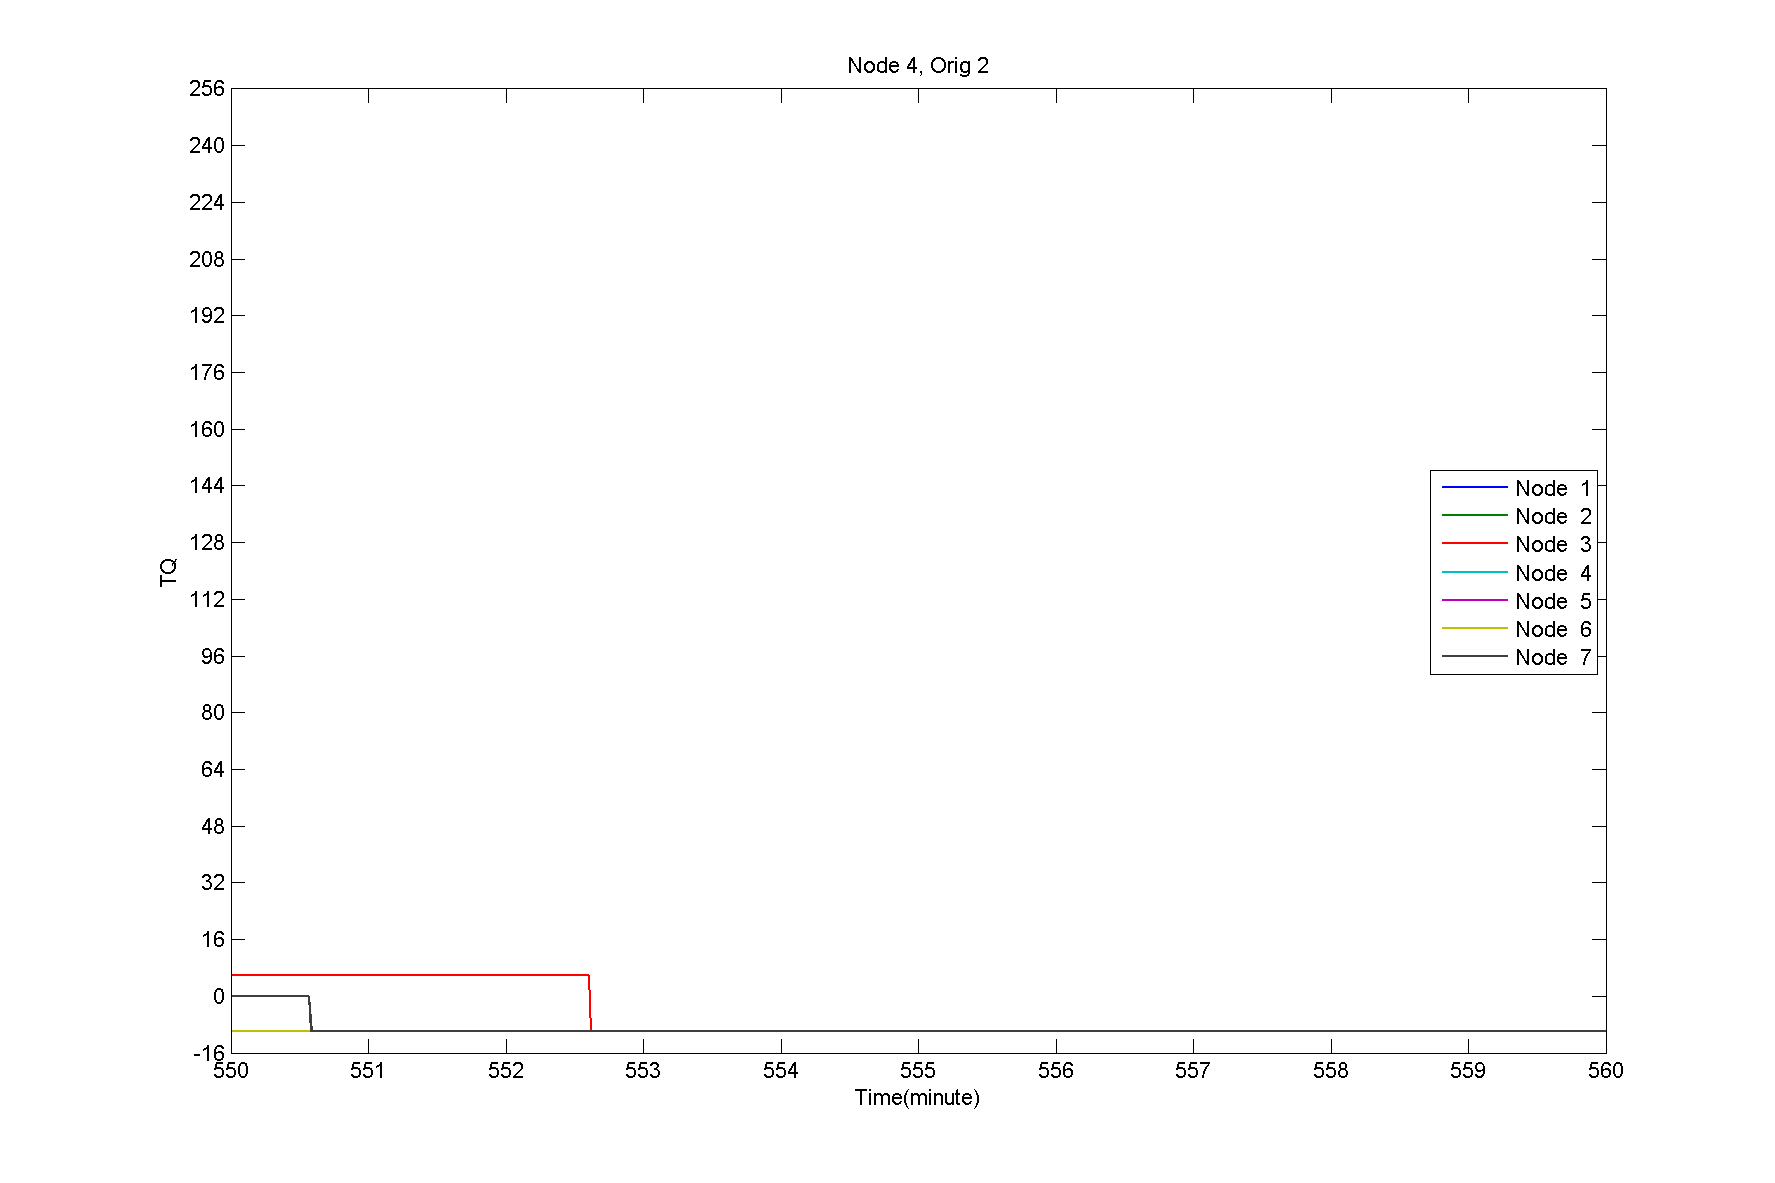 Node 4, Orig 2
256
240
224
208
192
176
160
144
128
112
96
80
64
48
32
16
0
-16
TQ
Node 1
Node 2
Node 3
Node 4
Node 5
Node 6
Node 7
550 551 552 553 554 555 556 557 558 559 560
Time(minute)